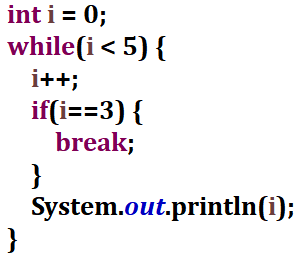 int i = 0;
while(i < 5) {
i++;
if(i==3) {
break;
}
System.out.println(i);
}